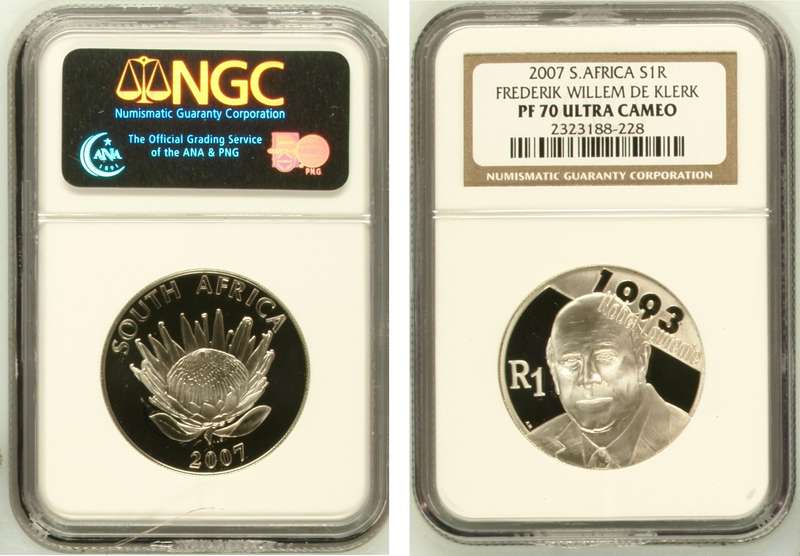 NGC
Numismatic Guaranty Corporation
The Official Grading Service
of the ANA & PNG
ANA
1891
PNG
SOUTH AFRICA
2007
2007 S.AFRICA S1R
FREDERIK WILLEM DE KLERK
PF 70 ULTRA CAMEO
2323188-228
NUMISMATIC GUARANTY CORPORATION
1993
R1